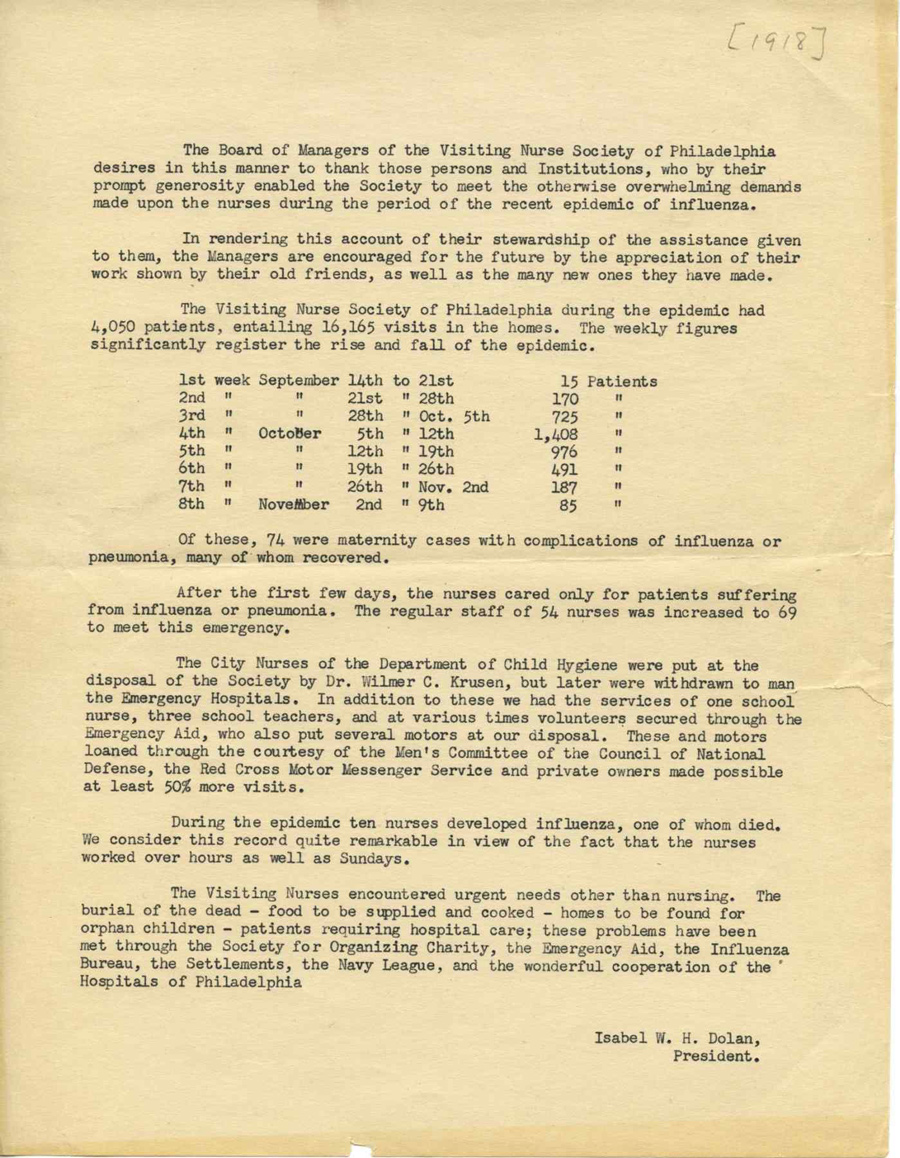 [1918]
The Board of Managers of the Visiting Nurse Society of Philadelphia
desires in this manner to thank those persons and Institutions, who by their
prompt generosity enabled the Society to meet the otherwise overwhelming demands
made upon the nurses during the period of the recent epidemic of influenza.
In rendering this account of their stewardship of the assistance given
to them, the Managers are encouraged for the future by the appreciation of their
work shown by their old friends, as well as the many new ones they have made.
The Visiting Nurse Society of Philadelphia during the epidemic had
4,050 patients, entailing 16,165 visits in the homes. The weekly figures
significantly register the rise and fall of the epidemic.
1st week September 14th to 21st 15 Patients
2nd " " 21st " 28th 170 "
3rd " " 28th " Oct. 5th 725 "
4th " October 5th " 12th 1,408 "
5th " " 12th " 19th 976 "
6th " " 19th " 26th 491 "
7th " " 26th " Nov. 2nd 187 "
8th " November 2nd " 9th 85 "
Of these, 74 were maternity cases with complications of influenza or
pneumonia, many of whom recovered.
After the first few days, the nurses cared only for patients suffering
from influenza or pneumonia. The regular staff of 54 nurses was increased to 69
to meet this emergency.
The City Nurses of the Department of Child Hygiene were put at the
disposal of the Society by Dr. Wilmer C. Krusen, but later were withdrawn to man
the Emergency Hospitals. In addition to these we had the services of one school
nurse, three school teachers, and at various times volunteers secured through the
Emergency Aid, who also put several motors at our disposal. These and motors
loaned through the courtesy of the Men's Committee of the Council of National
Defense, the Red Cross Motor Messenger Service and private owners made possible
at least 50% more visits.
During the epidemic ten nurses developed influenza, one of whom died.
We consider this record quite remarkable in view of the fact that the nurses
worked over hours as well as Sundays.
The Visiting Nurses encountered urgent needs other than nursing. The
burial of the dead - food to be supplied and cooked - homes to be found for
orphan children - patients requiring hospital care; these problems have been
met through the Society for Organizing Charity, the Emergency Aid, the Influenza
Bureau, the Settlements, the Navy League, and the wonderful cooperation of the
Hospitals of Philadelphia
Isabel W. H. Dolan,
President.